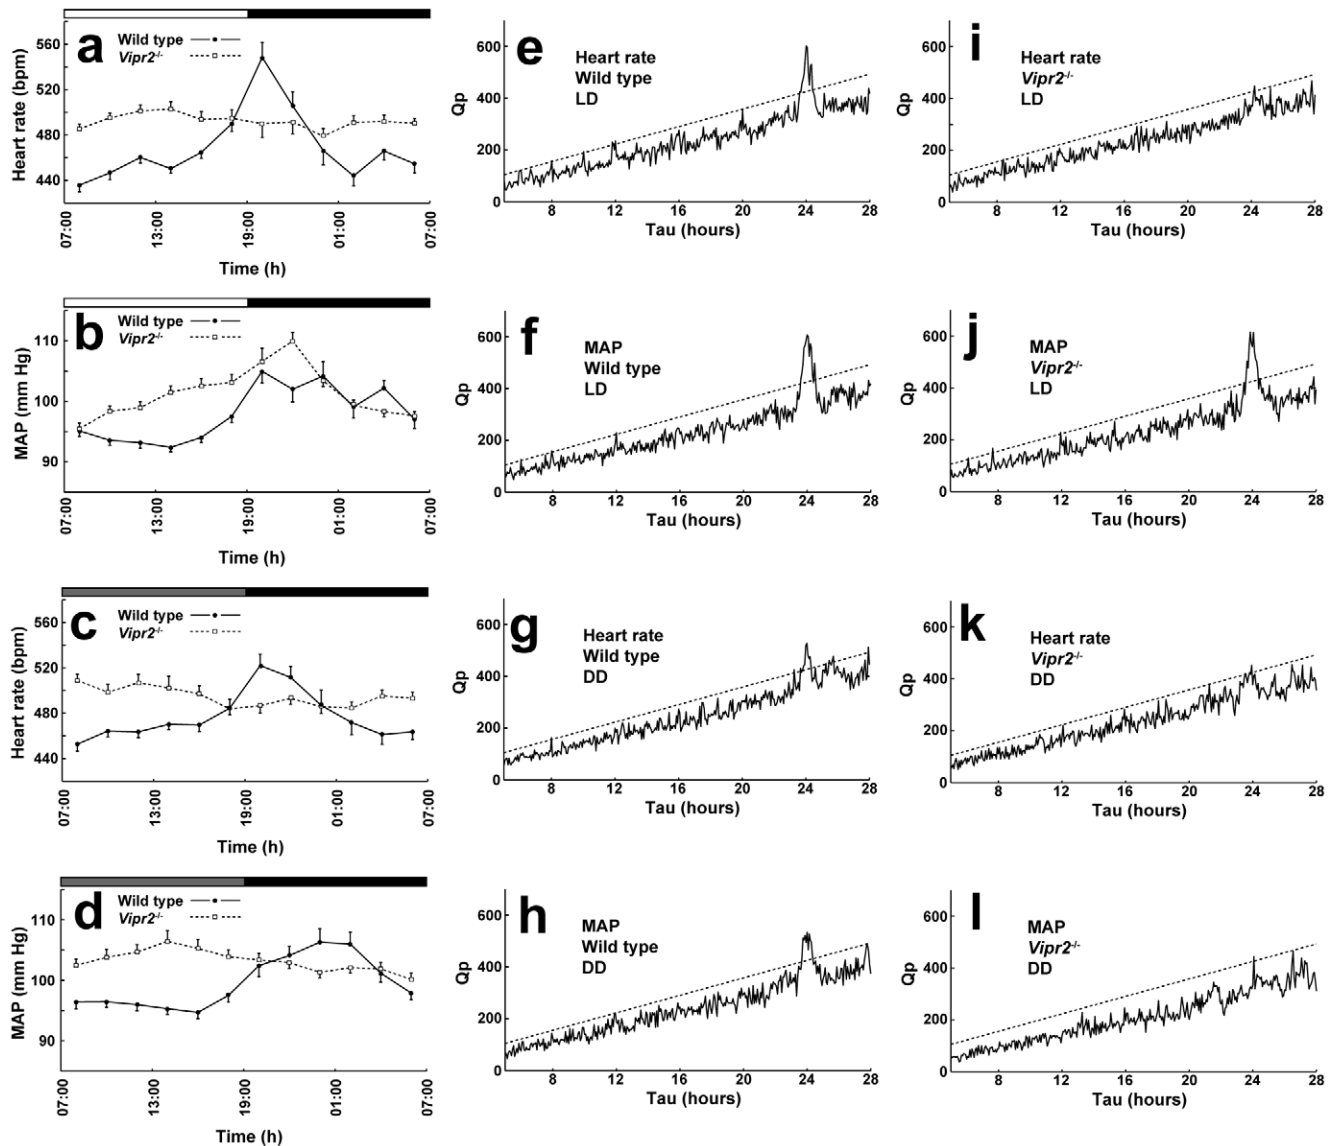 a
Wild type
Vipr2-/-
Heart rate (bpm)
560
520
480
440
07:00
13:00
19:00
01:00
07:00
Time (h)
e
Heart rate
Wild type
LD
Qp
600
400
200
0
8
12
16
20
24
28
Tau (hours)
i
Heart rate
Vipr2-/-
LD
Qp
600
400
200
0
8
12
16
20
24
28
Tau (hours)
b
Wild type
Vipr2-/-
MAP (mm Hg)
110
100
90
07:00
13:00
19:00
01:00
07:00
Time (h)
f
MAP
Wild type
LD
Qp
600
400
200
0
8
12
16
20
24
28
Tau (hours)
j
MAP
Vipr2-/-
LD
Qp
600
400
200
0
8
12
16
20
24
28
Tau (hours)
c
Wild type
Vipr2-/-
Heart rate (bpm)
560
520
480
440
07:00
13:00
19:00
01:00
07:00
Time (h)
g
Heart rate
Wild type
DD
Qp
600
400
200
0
8
12
16
20
24
28
Tau (hours)
k
Heart rate
Vipr2-/-
DD
Qp
600
400
200
0
8
12
16
20
24
28
Tau (hours)
d
Wild type
Vipr2-/-
MAP (mm Hg)
110
100
90
07:00
13:00
19:00
01:00
07:00
Time (h)
h
MAP
Wild type
DD
Qp
600
400
200
0
8
12
16
20
24
28
Tau (hours)
l
MAP
Vipr2-/-
DD
Qp
600
400
200
0
8
12
16
20
24
28
Tau (hours)